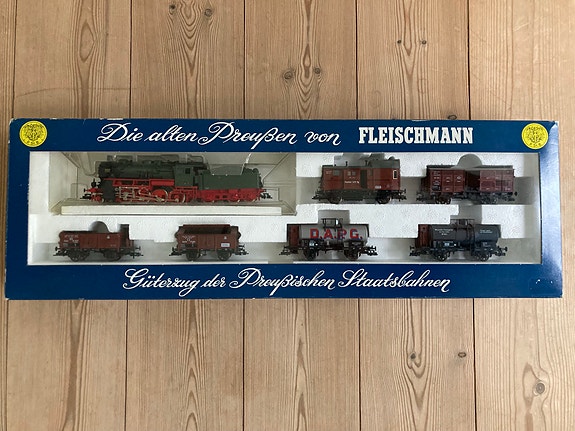 Die alten Preußen von FLEISCHMANN
D.A.P.G.
Güterzug der Preußischen Staatsbahnen